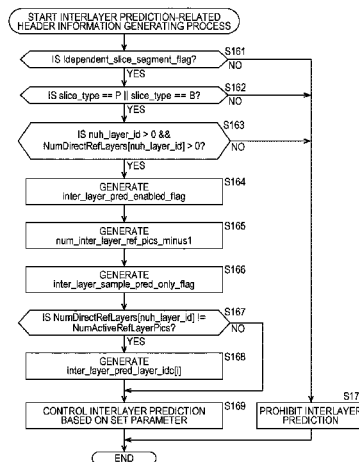 START INTERLAYER PREDICTION-RELATED
HEADER INFORMATION GENERATING PROCESS
S161
IS !dependent_slice_segment_flag?
NO
YES
S162
IS slice_type == P || slice_type == B?
NO
YES
S163
IS nuh_layer_id > 0 &&
NumDirectRefLayers[nuh_layer_id] > 0?
NO
YES
S164
GENERATE
inter_layer_pred_enabled_flag
S165
GENERATE
num_inter_layer_ref_pics_minus1
S166
GENERATE
inter_layer_sample_pred_only_flag
S167
IS NumDirectRefLayers[nuh_layer_id] !=
NumActiveRefLayerPics?
NO
YES
S168
GENERATE
inter_layer_pred_layer_idc[i]
S169
CONTROL INTERLAYER PREDICTION
BASED ON SET PARAMETER
PROHIBIT INTERLAYER
PREDICTION
END